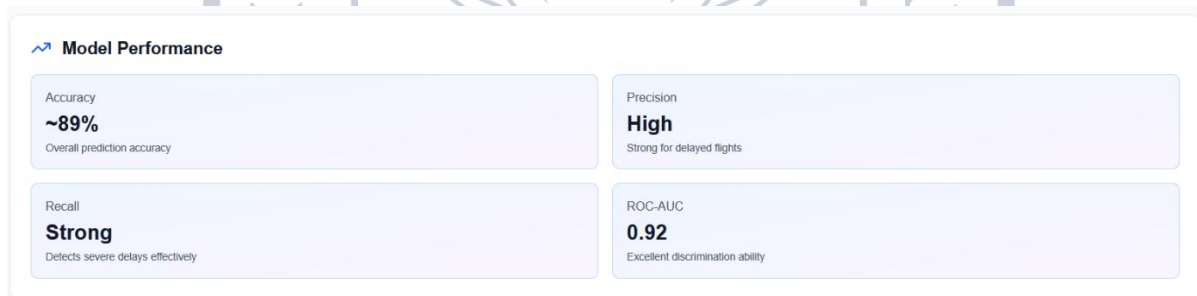 Model Performance
Accuracy
~89%
Overall prediction accuracy
Precision
High
Strong for delayed flights
Recall
Strong
Detects severe delays effectively
ROC-AUC
0.92
Excellent discrimination ability